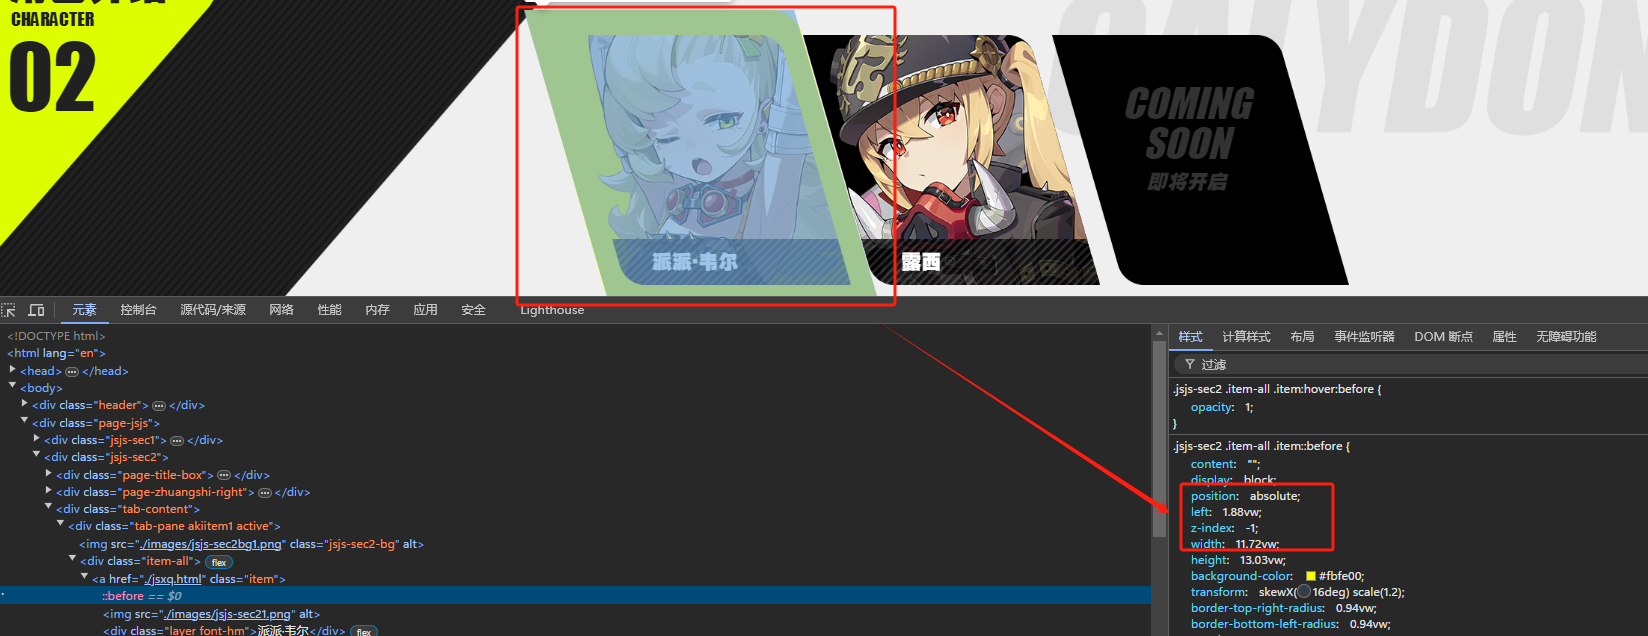 CHARACTER
02
CALYDON
派派·韦尔
露西
COMING
SOON
即将开启
元素 控制台 源代码/来源 网络 性能 内存 应用 安全 Lighthouse
<!DOCTYPE html>
<html lang="en">
<head> ••• </head>
<body>
<div class="header"> ••• </div>
<div class="page-jsjs">
<div class="jsjs-sec1"> ••• </div>
<div class="jsjs-sec2">
<div class="page-title-box"> ••• </div>
<div class="page-zhuangshi-right"> ••• </div>
<div class="tab-content">
<div class="tab-pane akiitem1 active">
<img src="./images/jsjs-sec2bg1.png" class="jsjs-sec2-bg" alt>
<div class="item-all"> flex
<a href="./jsxq.html" class="item">
::before == $0
<img src="./images/jsjs-sec21.png" alt>
<div class="layer font-hm">派派·韦尔</div> flex
样式 计算样式 布局 事件监听器 DOM 断点 属性 无障碍功能
过滤
.jsjs-sec2 .item-all .item:hover:before {
opacity: 1;
}
.jsjs-sec2 .item-all .item::before {
content: "";
display: block;
position: absolute;
left: 1.88vw;
z-index: -1;
width: 11.72vw;
height: 13.03vw;
background-color: #fbfe00;
transform: skewX(16deg) scale(1.2);
border-top-right-radius: 0.94vw;
border-bottom-left-radius: 0.94vw;